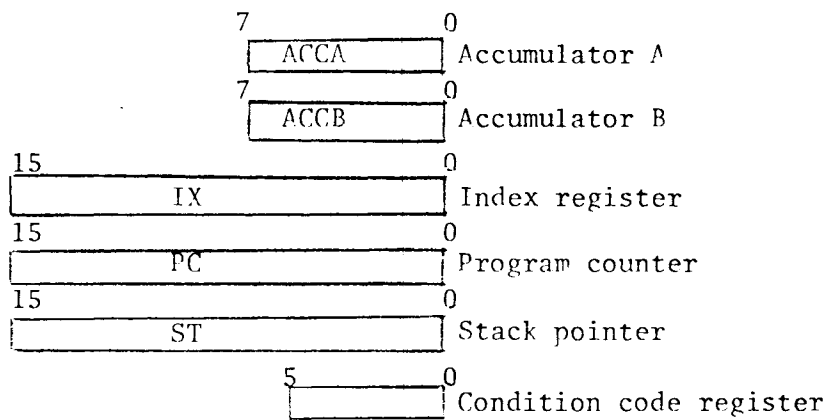 7 0
ACCA Accumulator A
7 0
ACCB Accumulator B
15 0
IX Index register
15 0
PC Program counter
15 0
ST Stack pointer
5 0
Condition code register